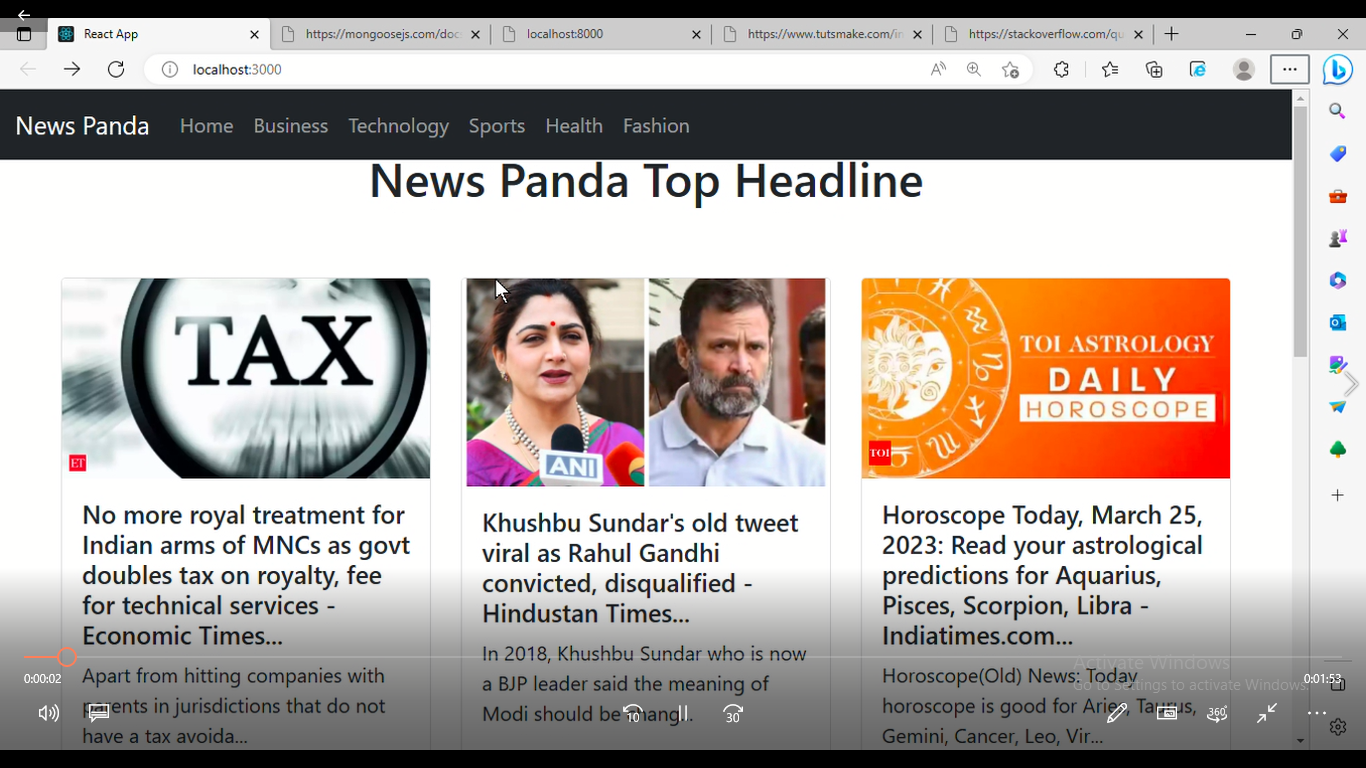 React App
https://mongoosejs.com/doc
localhost:8000
https://www.tutsmake.com/in
https://stackoverflow.com/qu
localhost:3000
News Panda
Home
Business
Technology
Sports
Health
Fashion
News Panda Top Headline
TAX
ET
No more royal treatment for
Indian arms of MNCs as govt
doubles tax on royalty, fee
for technical services -
Economic Times...
Apart from hitting companies with
parents in jurisdictions that do not
have a tax avoida...
ANI
Khushbu Sundar's old tweet
viral as Rahul Gandhi
convicted, disqualified -
Hindustan Times...
In 2018, Khushbu Sundar who is now
a BJP leader said the meaning of
Modi should be chang...
TOI ASTROLOGY
DAILY
HOROSCOPE
TOI
Horoscope Today, March 25,
2023: Read your astrological
predictions for Aquarius,
Pisces, Scorpion, Libra -
Indiatimes.com...
Horoscope(Old) News: Today
horoscope is good for Aries, Taurus,
Gemini, Cancer, Leo, Vir...
Activate Windows
Go to Settings to activate Windows.
0:00:02
0:01:53
10
30
360°